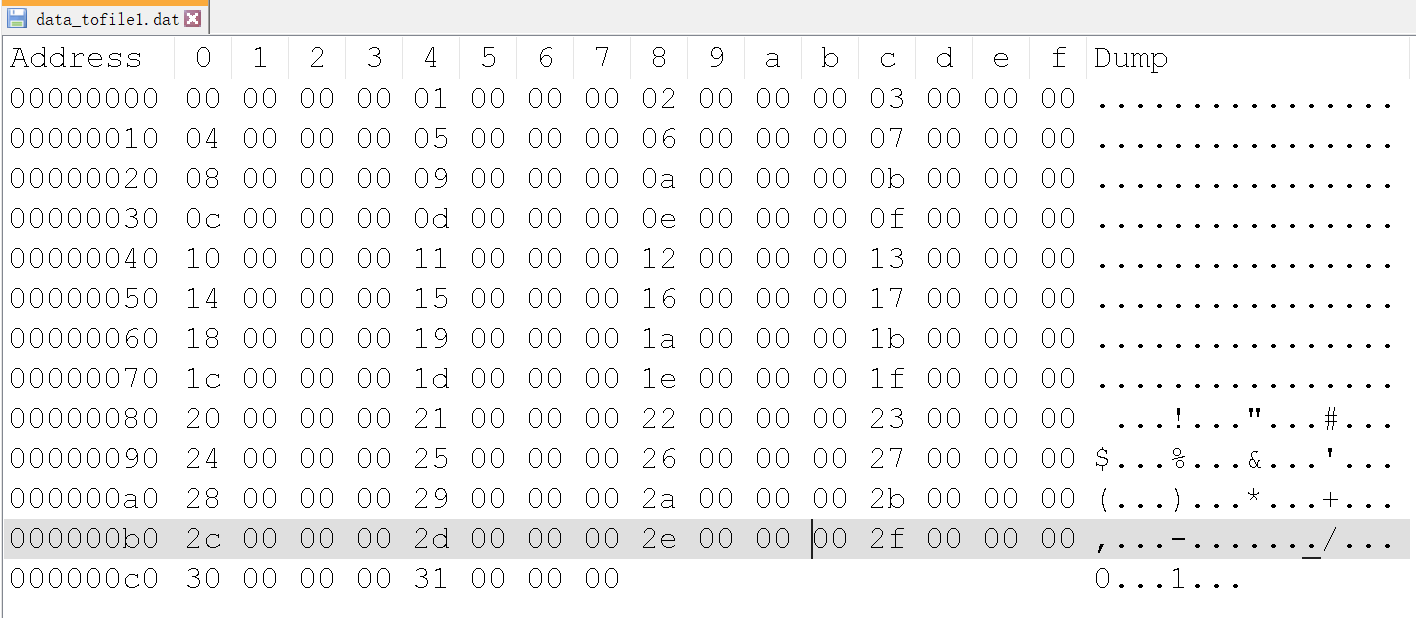 data_tofile1.dat
Address 0 1 2 3 4 5 6 7 8 9 a b c d e f Dump
00000000 00 00 00 00 01 00 00 00 02 00 00 00 03 00 00 00 ................
00000010 04 00 00 00 05 00 00 00 06 00 00 00 07 00 00 00 ................
00000020 08 00 00 00 09 00 00 00 0a 00 00 00 0b 00 00 00 ................
00000030 0c 00 00 00 0d 00 00 00 0e 00 00 00 0f 00 00 00 ................
00000040 10 00 00 00 11 00 00 00 12 00 00 00 13 00 00 00 ................
00000050 14 00 00 00 15 00 00 00 16 00 00 00 17 00 00 00 ................
00000060 18 00 00 00 19 00 00 00 1a 00 00 00 1b 00 00 00 ................
00000070 1c 00 00 00 1d 00 00 00 1e 00 00 00 1f 00 00 00 ................
00000080 20 00 00 00 21 00 00 00 22 00 00 00 23 00 00 00  ...!..."...#...
00000090 24 00 00 00 25 00 00 00 26 00 00 00 27 00 00 00 $...%...&...'...
000000a0 28 00 00 00 29 00 00 00 2a 00 00 00 2b 00 00 00 (...)...*...+...
000000b0 2c 00 00 00 2d 00 00 00 2e 00 00 00 2f 00 00 00 ,...-......./...
000000c0 30 00 00 00 31 00 00 00 0...1...